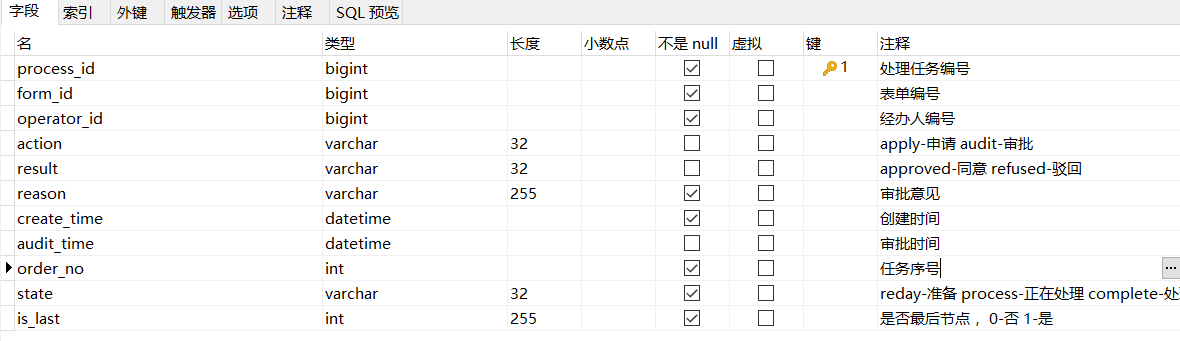 字段 索引 外键 触发器 选项 注释 SQL 预览
名 类型 长度 小数点 不是 null 虚拟 键 注释
process_id bigint 1 处理任务编号
form_id bigint 表单编号
operator_id bigint 经办人编号
action varchar 32 apply-申请 audit-审批
result varchar 32 approved-同意 refused-驳回
reason varchar 255 审批意见
create_time datetime 创建时间
audit_time datetime 审批时间
order_no int 任务序号 ...
state varchar 32 reday-准备 process-正在处理 complete-处
is_last int 255 是否最后节点 ，0-否 1-是